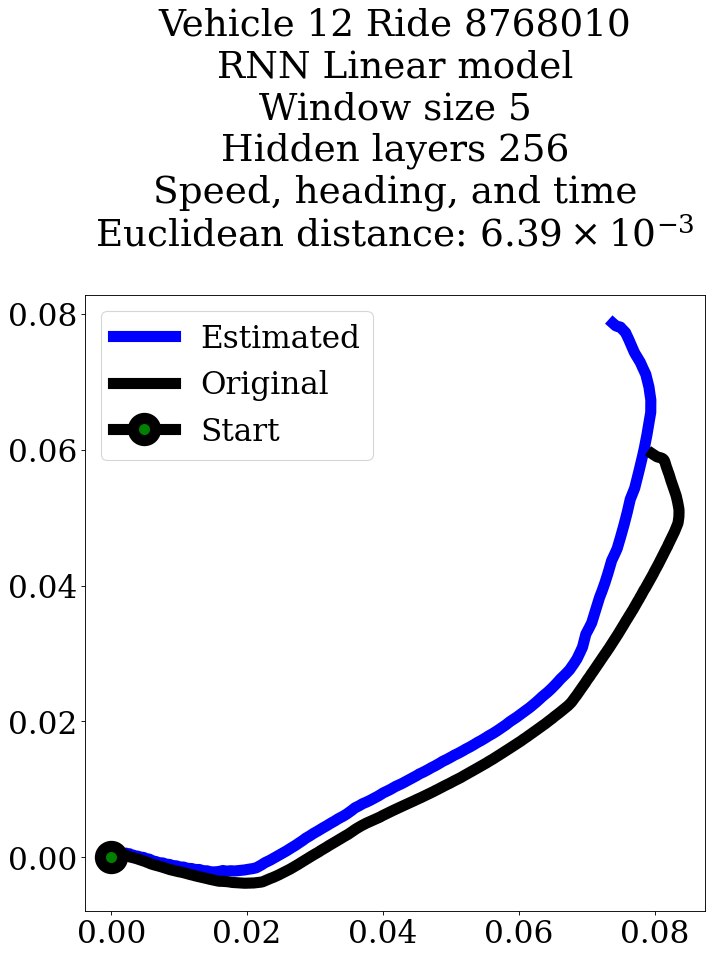 Vehicle 12 Ride 8768010
RNN Linear model
Window size 5
Hidden layers 256
Speed, heading, and time
Euclidean distance: 6.39 × 10⁻³
0.08
0.06
0.04
0.02
0.00
Estimated
Original
Start
0.00 0.02 0.04 0.06 0.08